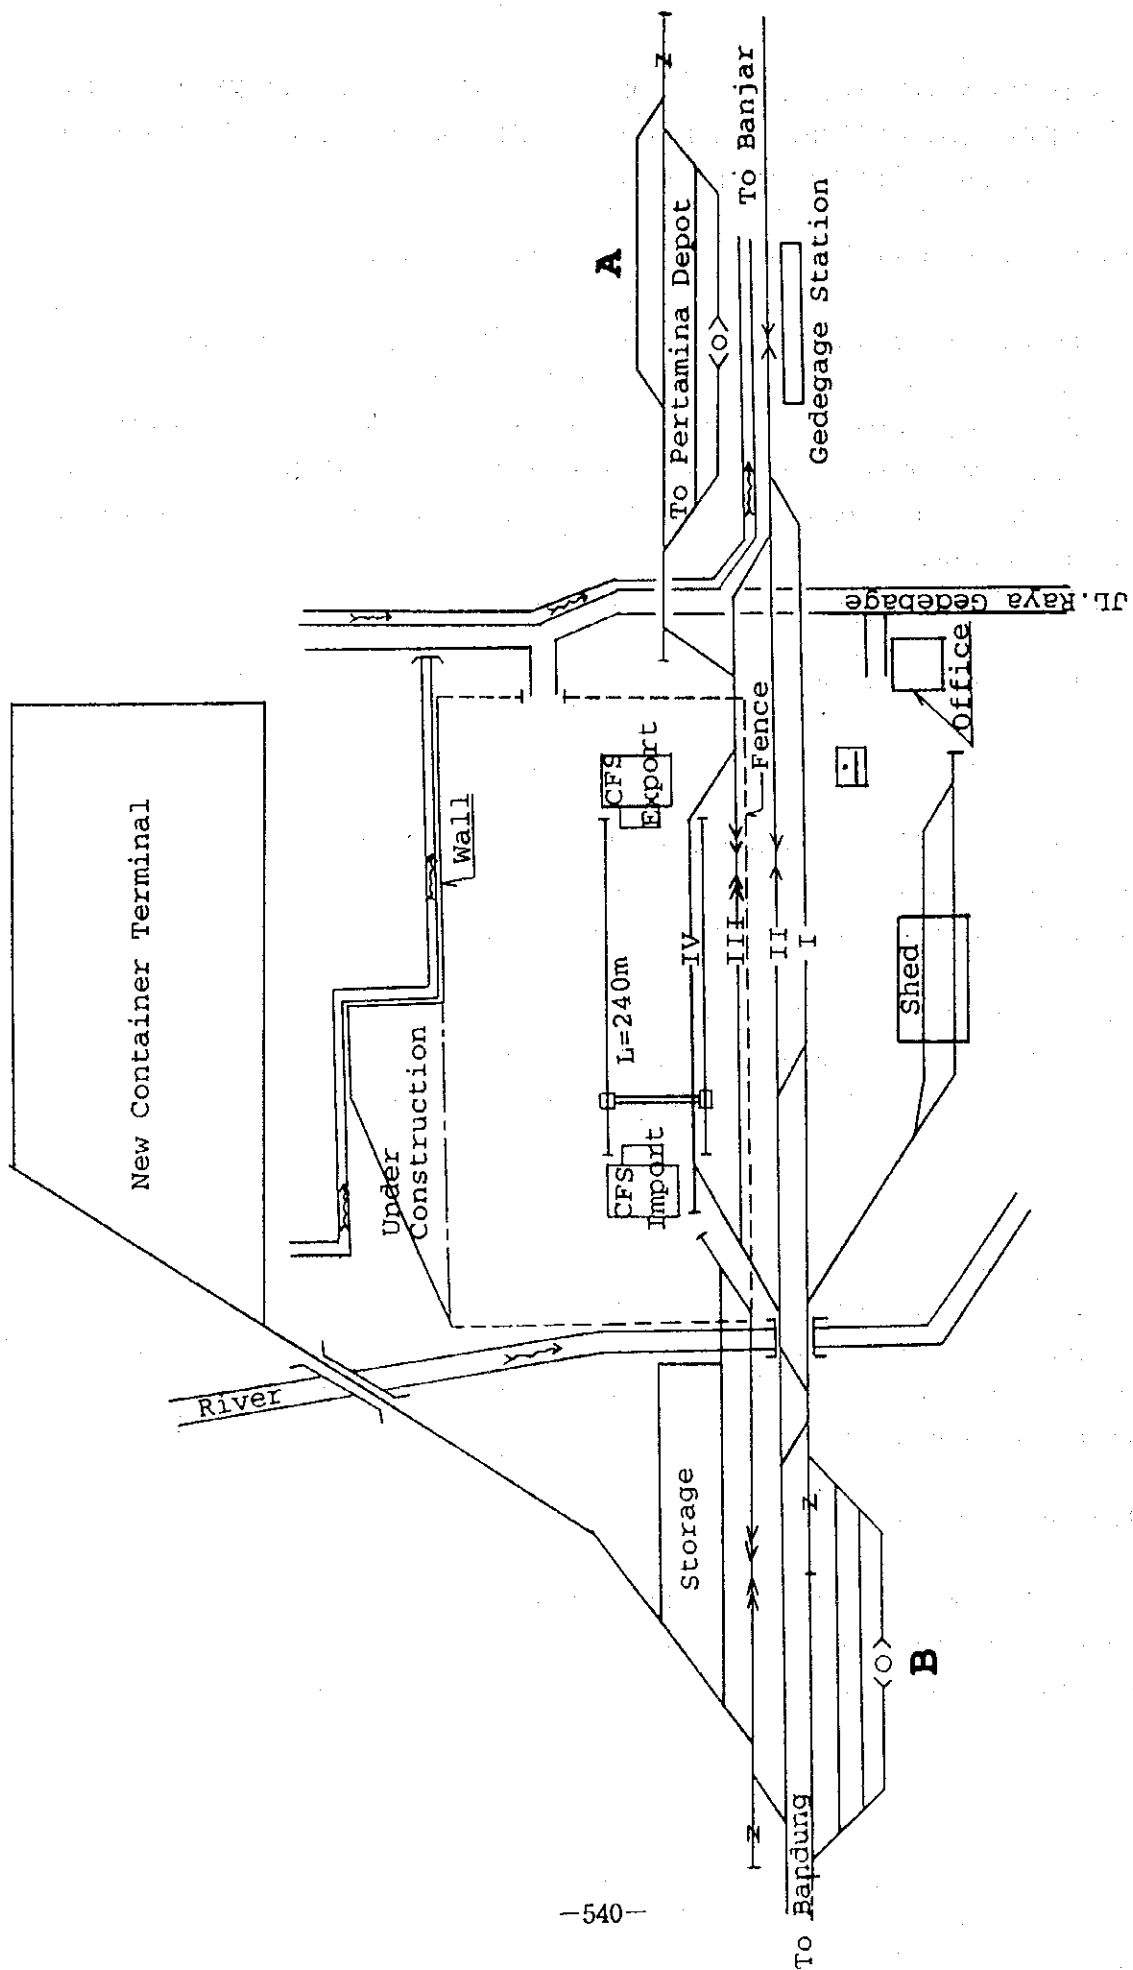 New Container Terminal
River
Under
Construction
Wall
Storage
CFS
Import
L=240m
CFS
Export
IV
III
II
I
Fence
Shed
Office
JL.Raya Gedebage
A
To Pertamina Depot
To Banjar
Gedegage Station
To Bandung
B
Z
Z
Z
-540-